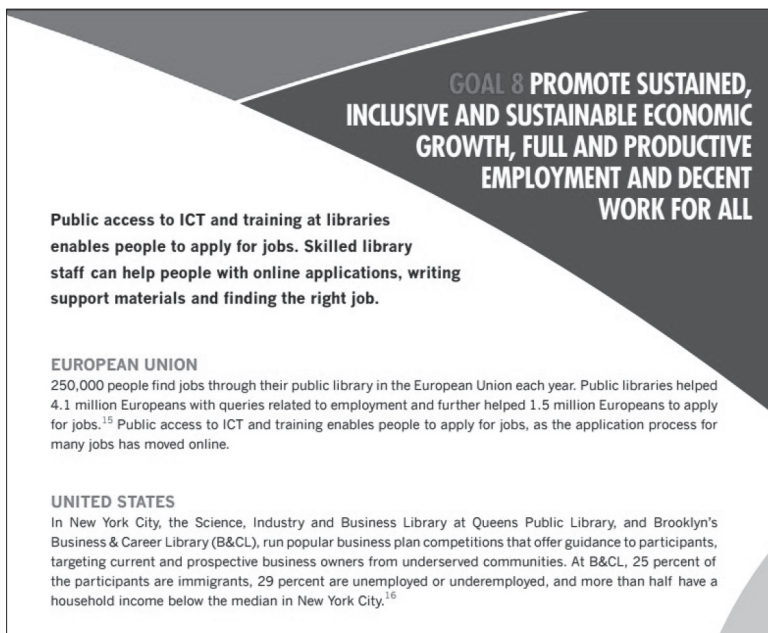 GOAL 8 PROMOTE SUSTAINED,
INCLUSIVE AND SUSTAINABLE ECONOMIC
GROWTH, FULL AND PRODUCTIVE
EMPLOYMENT AND DECENT
WORK FOR ALL
Public access to ICT and training at libraries
enables people to apply for jobs. Skilled library
staff can help people with online applications, writing
support materials and finding the right job.
EUROPEAN UNION
250,000 people find jobs through their public library in the European Union each year. Public libraries helped
4.1 million Europeans with queries related to employment and further helped 1.5 million Europeans to apply
for jobs.15 Public access to ICT and training enables people to apply for jobs, as the application process for
many jobs has moved online.
UNITED STATES
In New York City, the Science, Industry and Business Library at Queens Public Library, and Brooklyn's
Business & Career Library (B&CL), run popular business plan competitions that offer guidance to participants,
targeting current and prospective business owners from underserved communities. At B&CL, 25 percent of
the participants are immigrants, 29 percent are unemployed or underemployed, and more than half have a
household income below the median in New York City.16